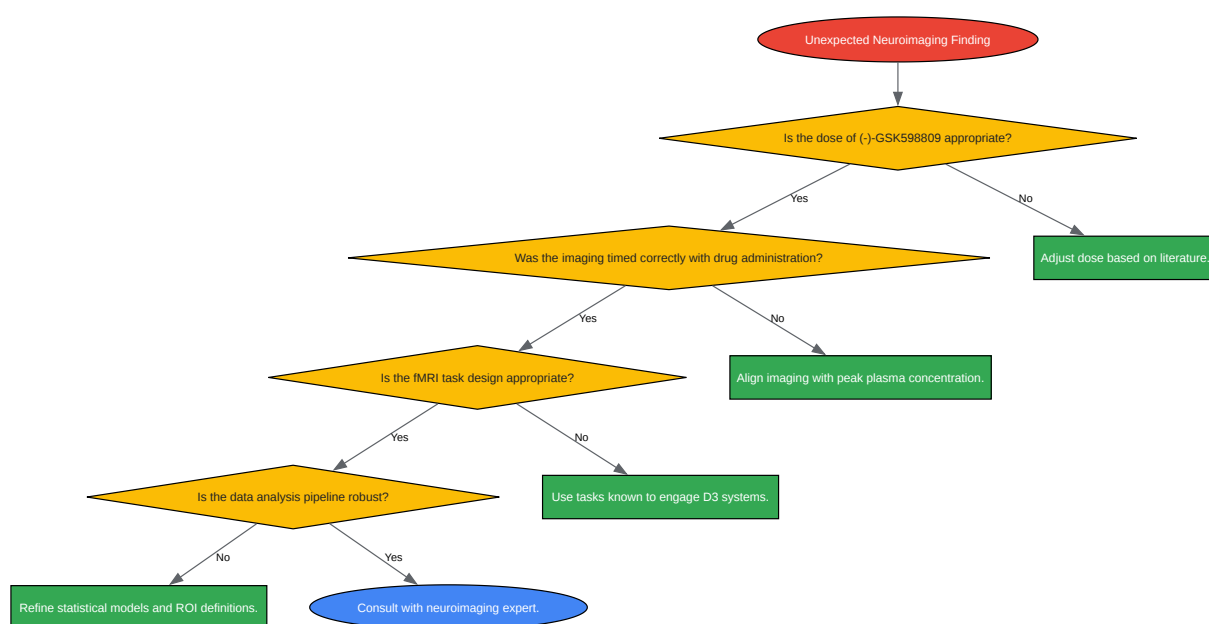 Unexpected Neuroimaging Finding
Is the dose of (-)-GSK598809 appropriate?
Yes
No
Was the imaging timed correctly with drug administration?
Adjust dose based on literature.
Yes
No
Is the fMRI task design appropriate?
Align imaging with peak plasma concentration.
Yes
No
Is the data analysis pipeline robust?
Use tasks known to engage D3 systems.
No
Yes
Refine statistical models and ROI definitions.
Consult with neuroimaging expert.